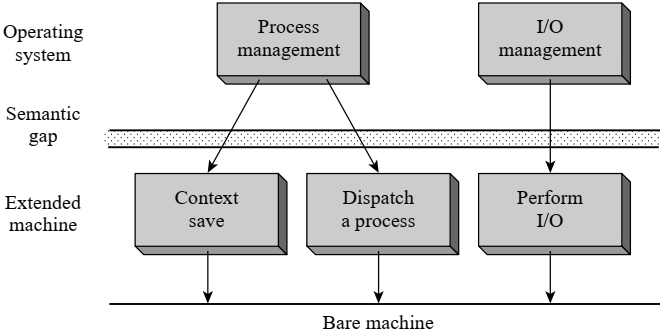 Operating
system
Process
management
I/O
management
Semantic
gap
Extended
machine
Context
save
Dispatch
a process
Perform
I/O
Bare machine